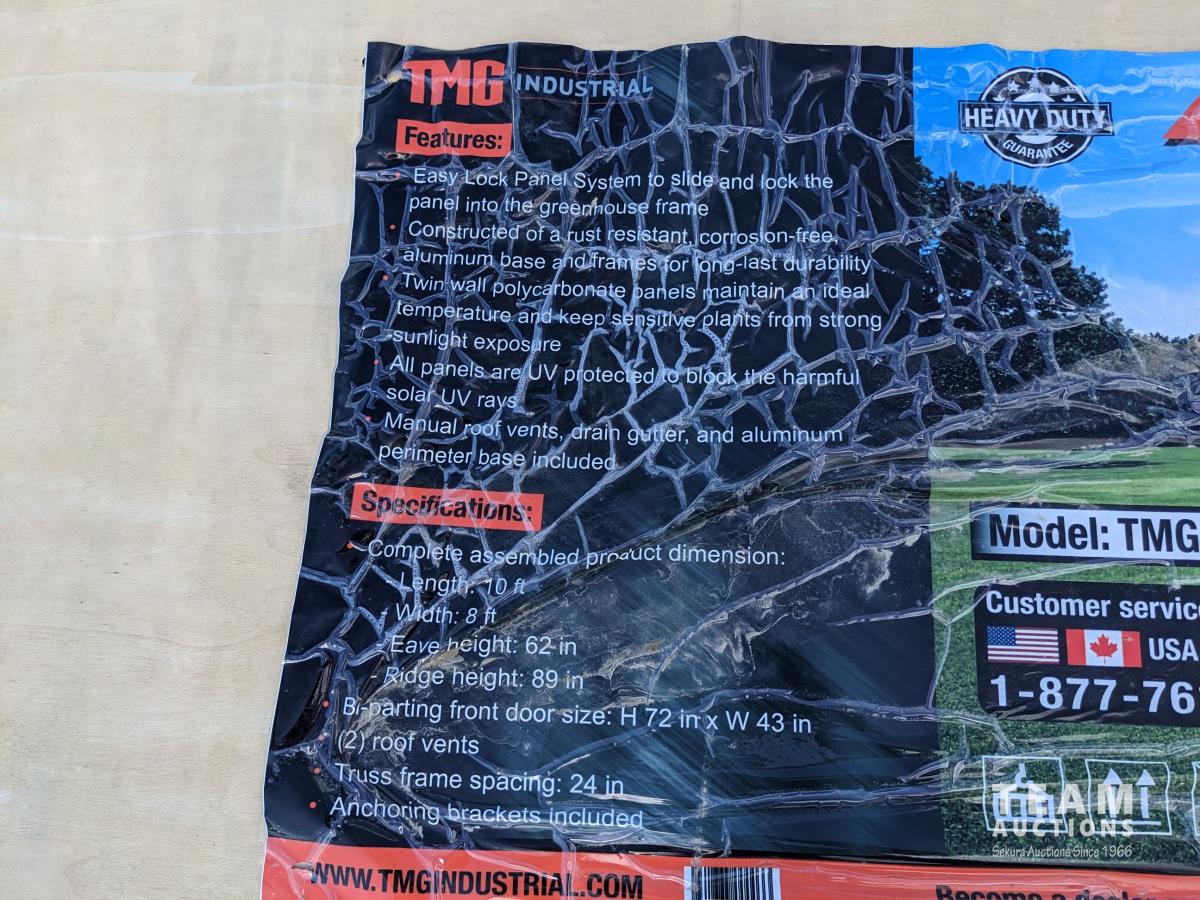 TMG INDUSTRIAL
HEAVY DUTY
GUARANTEE
Features:
Easy Lock Panel System to slide and lock the
panel into the greenhouse frame
Constructed of a rust resistant, corrosion-free,
aluminum base and frames for long-last durability
Twin wall polycarbonate panels maintain an ideal
temperature and keep sensitive plants from strong
sunlight exposure
All panels are UV protected to block the harmful
solar UV rays
Manual roof vents, drain gutter, and aluminum
perimeter base included
Specifications:
Complete assembled product dimension:
- Length: 10 ft
- Width: 8 ft
- Eave height: 62 in
- Ridge height: 89 in
Bi-parting front door size: H 72 in x W 43 in
(2) roof vents
Truss frame spacing: 24 in
Anchoring brackets included
Model: TMG
Customer servic
USA
1-877-76
TEAM
AUCTIONS
Sekura Auctions Since 1966
WWW.TMGINDUSTRIAL.COM
Become a dealer